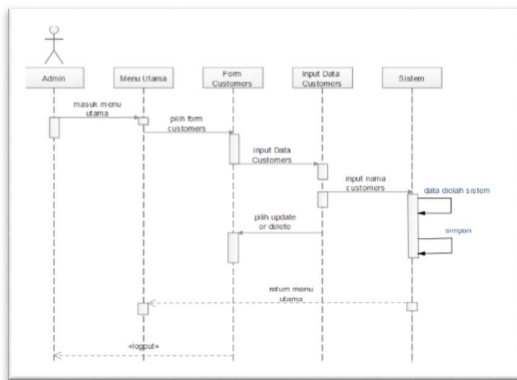 Admin
Menu Utama
Form
Customers
Input Data
Customers
Sistem
masuk menu
utama
pilih form
customers
Input Data
Customers
input nama
customers
data diolah sistem
pilih update
or delete
simpan
return menu
utama
«logout»